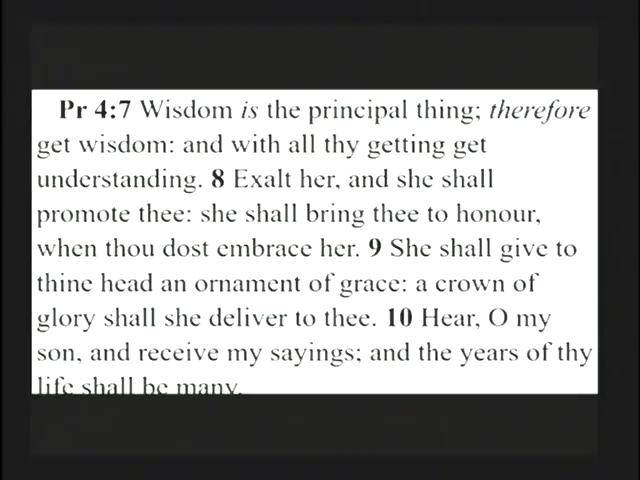 Pr 4:7 Wisdom is the principal thing; therefore
get wisdom: and with all thy getting get
understanding. 8 Exalt her, and she shall
promote thee: she shall bring thee to honour,
when thou dost embrace her. 9 She shall give to
thine head an ornament of grace: a crown of
glory shall she deliver to thee. 10 Hear, O my
son, and receive my sayings; and the years of thy
life shall be many.